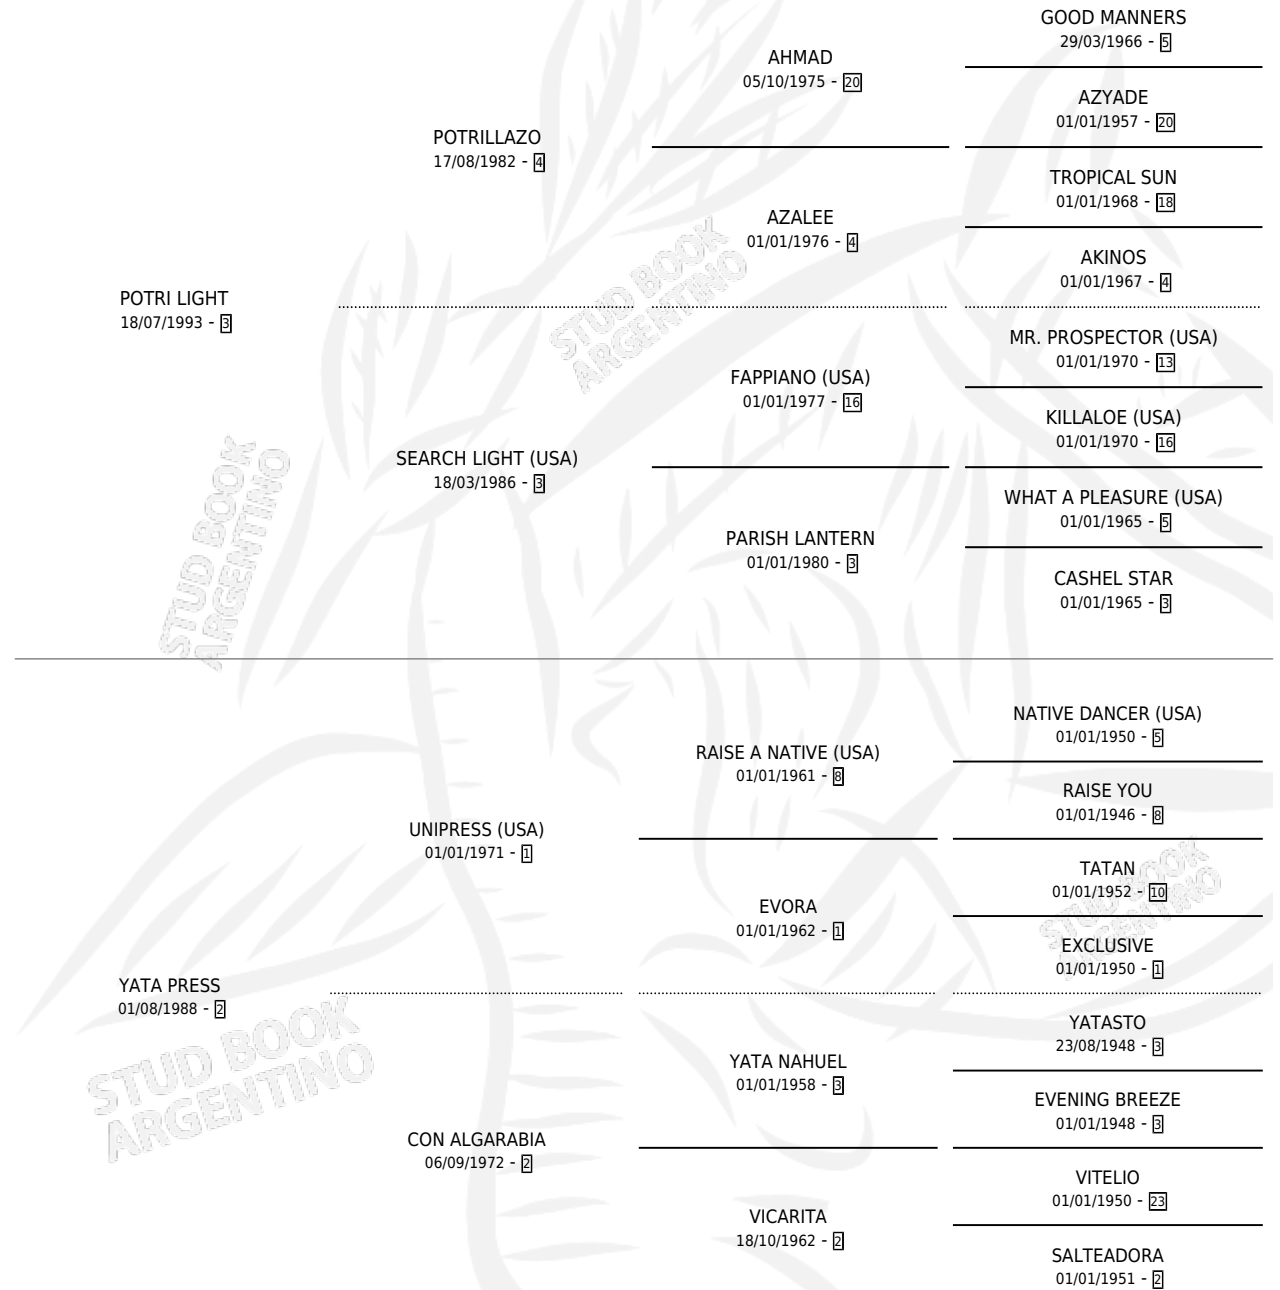 GOOD MANNERS
29/03/1966 - 5
AHMAD
05/10/1975 - 20
AZYADE
01/01/1957 - 20
POTRILLAZO
17/08/1982 - 4
TROPICAL SUN
01/01/1968 - 18
AZALEE
01/01/1976 - 4
AKINOS
01/01/1967 - 4
POTRI LIGHT
18/07/1993 - 3
MR. PROSPECTOR (USA)
01/01/1970 - 13
FAPPIANO (USA)
01/01/1977 - 16
KILLALOE (USA)
01/01/1970 - 16
SEARCH LIGHT (USA)
18/03/1986 - 3
WHAT A PLEASURE (USA)
01/01/1965 - 5
PARISH LANTERN
01/01/1980 - 3
CASHEL STAR
01/01/1965 - 3
NATIVE DANCER (USA)
01/01/1950 - 5
RAISE A NATIVE (USA)
01/01/1961 - 8
RAISE YOU
01/01/1946 - 8
UNIPRESS (USA)
01/01/1971 - 1
TATAN
01/01/1952 - 10
EVORA
01/01/1962 - 1
EXCLUSIVE
01/01/1950 - 1
YATA PRESS
01/08/1988 - 2
YATASTO
23/08/1948 - 3
YATA NAHUEL
01/01/1958 - 3
EVENING BREEZE
01/01/1948 - 3
CON ALGARABIA
06/09/1972 - 2
VITELIO
01/01/1950 - 23
VICARITA
18/10/1962 - 2
SALTEADORA
01/01/1951 - 2
STUD BOOK
ARGENTINO
STUD BOOK
ARGENTINO
STUD BOOK
ARGENTINO
STUD BOOK
ARGENTINO